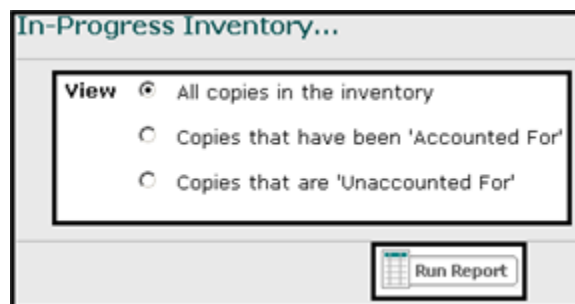 In-Progress Inventory...
View All copies in the inventory
Copies that have been 'Accounted For'
Copies that are 'Unaccounted For'
Run Report